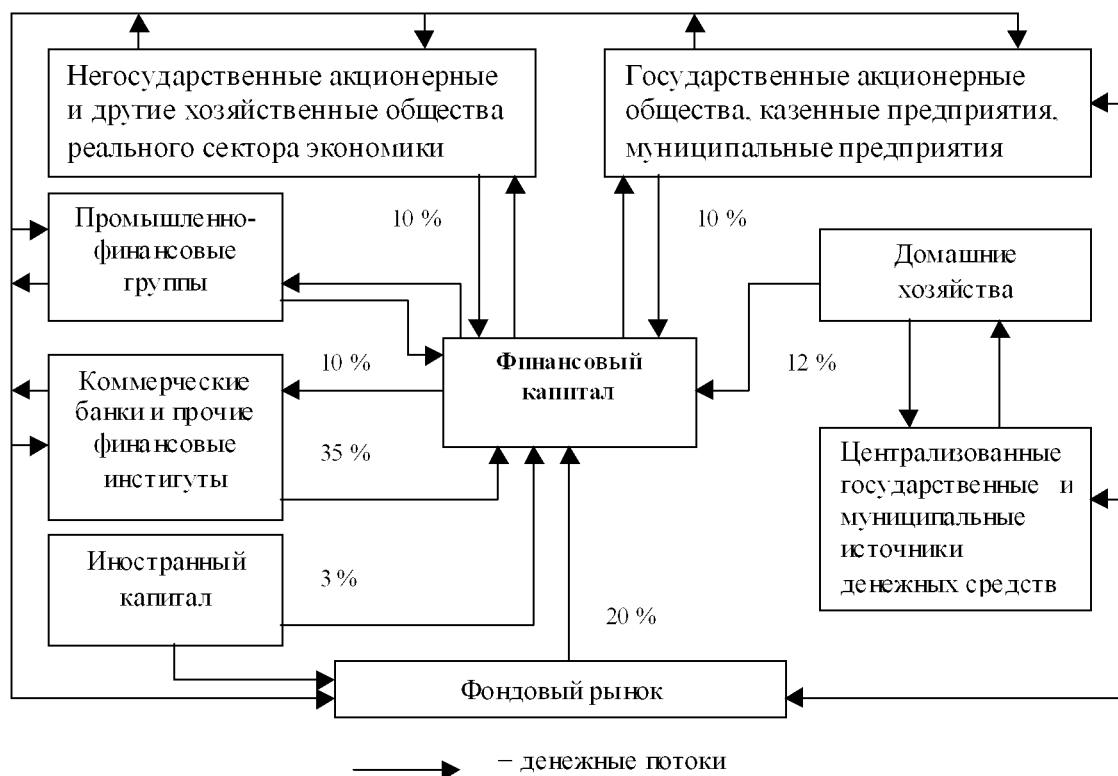 Негосударственные акционерные
и другие хозяйственные общества
реального сектора экономики
Государственные акционерные
общества, казенные предприятия,
муниципальные предприятия
10 %
10 %
Промышленно-
финансовые
группы
Домашние
хозяйства
Финансовый
капитал
10 %
12 %
Коммерческие
банки и прочие
финансовые
институты
35 %
Централизованные
государственные и
муниципальные
источники
денежных средств
Иностранный
капитал
3 %
20 %
Фондовый рынок
– денежные потоки